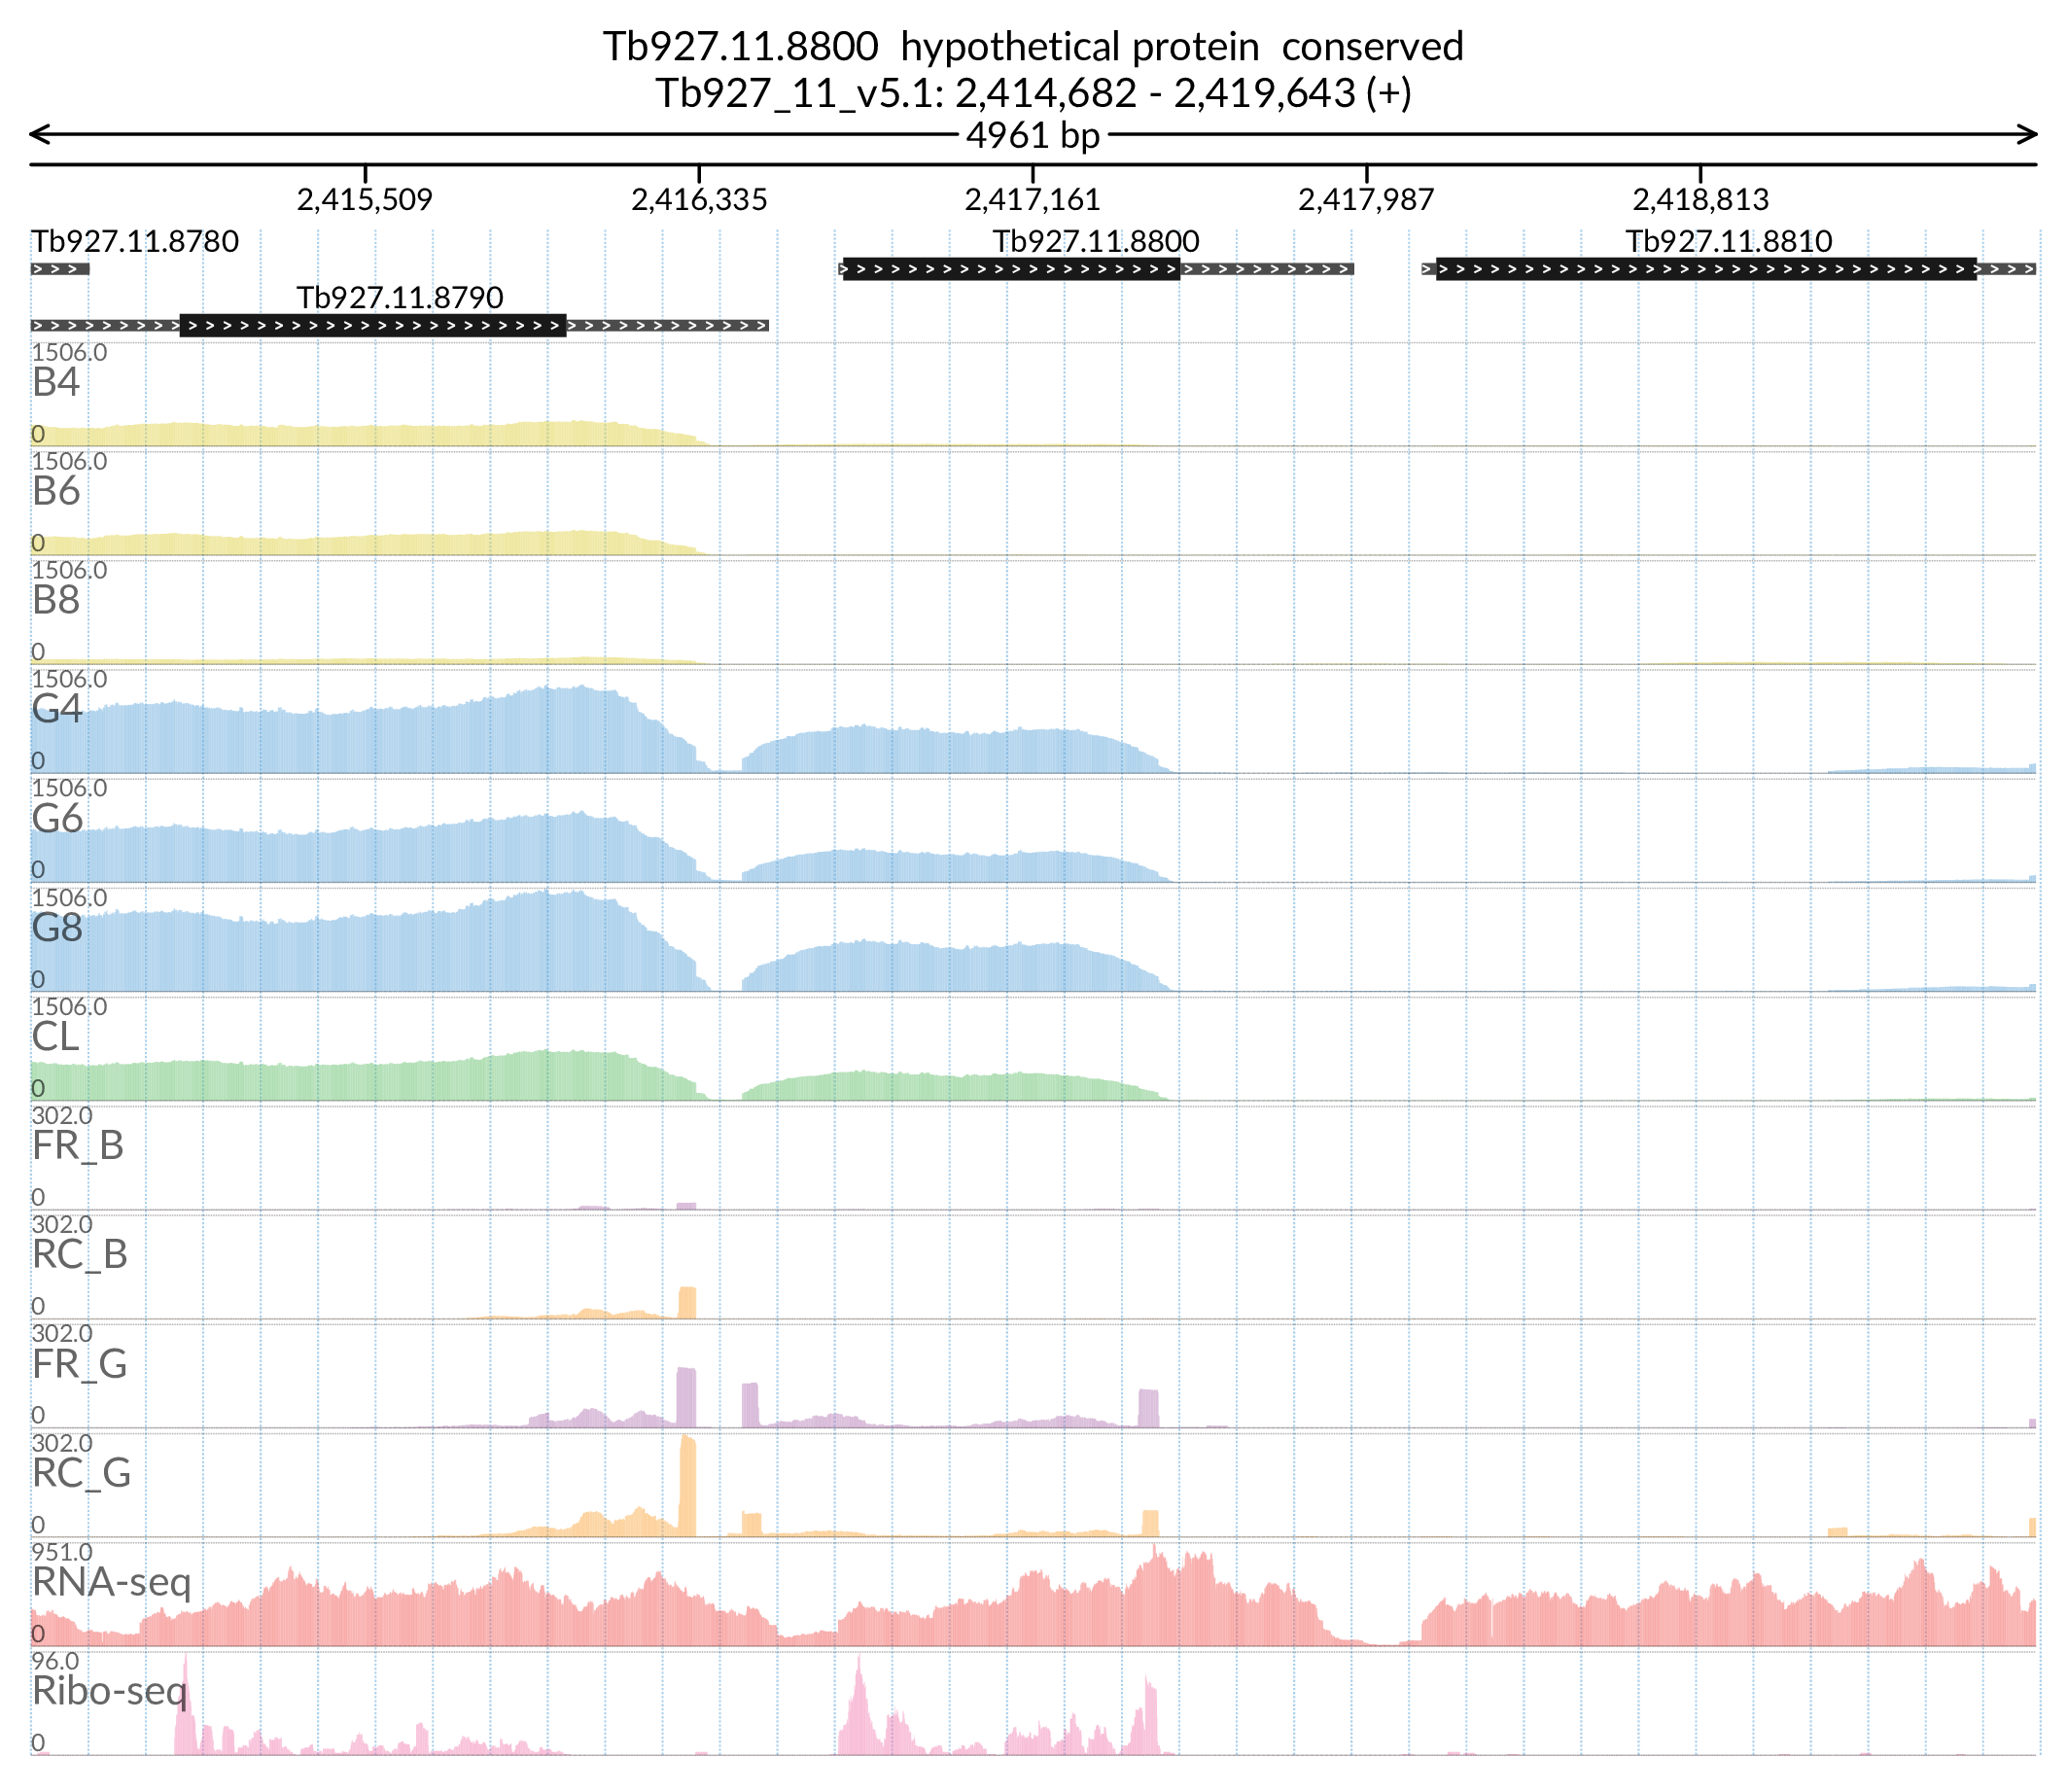 Tb927.11.8800  hypothetical protein  conserved
Tb927_11_v5.1: 2,414,682 - 2,419,643 (+)
4961 bp
2,415,509 2,416,335 2,417,161 2,417,987 2,418,813
Tb927.11.8780 Tb927.11.8800 Tb927.11.8810
Tb927.11.8790
1506.0
B4
0
1506.0
B6
0
1506.0
B8
0
1506.0
G4
0
1506.0
G6
0
1506.0
G8
0
1506.0
CL
0
302.0
FR_B
0
302.0
RC_B
0
302.0
FR_G
0
302.0
RC_G
0
951.0
RNA-seq
0
96.0
Ribo-seq
0